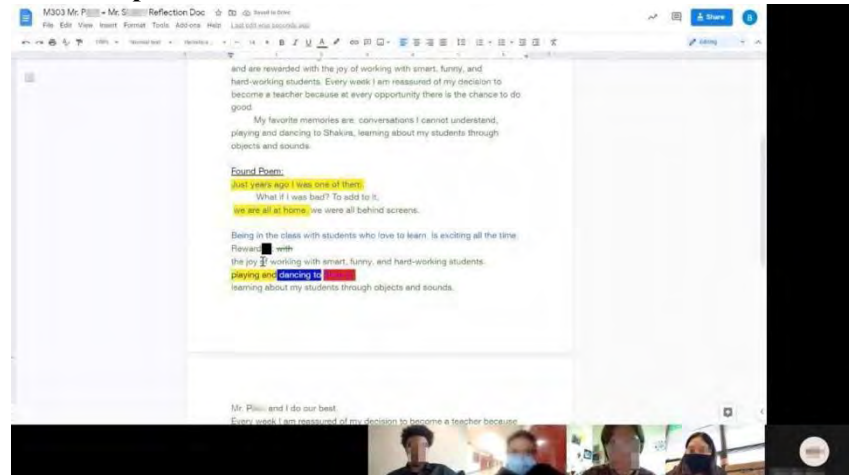 M303 Mr. P – Mr. S Reflection Doc
File Edit View Insert Format Tools Add-ons Help
Share
B
Editing
and are rewarded with the joy of working with smart, funny, and
hard-working students. Every week I am reassured of my decision to
become a teacher because at every opportunity there is the chance to do
good.
My favorite memories are: conversations I cannot understand,
playing and dancing to Shakira, learning about my students through
objects and sounds.
Found Poem:
Just years ago I was one of them.
What if I was bad? To add to it,
we are all at home, we were all behind screens.
Being in the class with students who love to learn. Is exciting all the time.
Reward , with
the joy of working with smart, funny, and hard-working students.
playing and dancing to
learning about my students through objects and sounds.
Mr. P and I do our best.
Every week I am reassured of my decision to become a teacher because